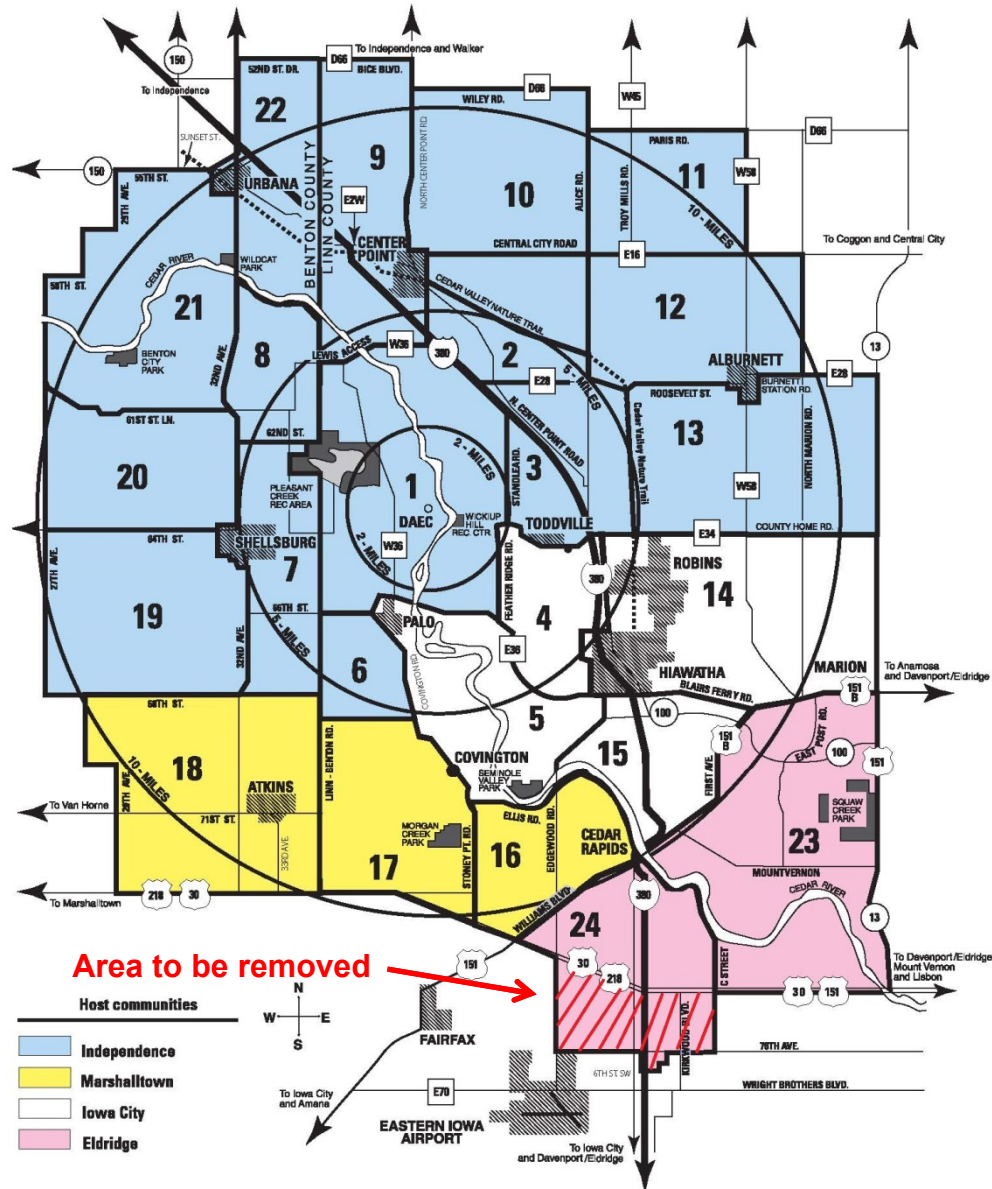 To Independence and Walker
150
D66
52ND ST. DR.
BICE BLVD.
To Independence
22
WILEY RD.
D66
W45
SUNSET ST.
9
PARIS RD.
D66
150
55TH ST.
URBANA
BENTON COUNTY
LINN COUNTY
E2W
NORTH CENTER POINT RD.
10
ALICE RD.
TROY MILLS RD.
11
W58
10 - MILES
29TH AVE.
CENTER
POINT
CENTRAL CITY ROAD
To Coggon and Central City
E16
CEDAR RIVER
WILDCAT
PARK
58TH ST.
CEDAR VALLEY NATURE TRAIL
21
12
13
BENTON
CITY
PARK
32ND AVE.
8
LEWIS ACCESS
W36
380
2
5 - MILES
ALBURNETT
E28
E28
ROOSEVELT ST.
BURNETT
STATION RD.
61ST ST. LN.
62ND ST.
N. CENTER POINT ROAD
Cedar Valley Nature Trail
13
NORTH MARION RD.
20
2 - MILES
STANDLEARD.
3
PLEASANT
CREEK
REC AREA
1
DAEC
WICKIUP
HILL
REC. CTR.
W58
TODDVILLE
COUNTY HOME RD.
64TH ST.
SHELLSBURG
W36
2 - MILES
E34
27TH AVE.
7
FEATHER RIDGE RD.
380
ROBINS
14
19
66TH ST.
PALO
4
32ND AVE.
5 - MILES
6
E36
COVINGTON RD.
HIAWATHA
MARION
To Anamosa
and Davenport/Eldridge
BLAIRS FERRY RD.
151
B
68TH ST.
5
100
151
B
EAST POST RD.
100
151
18
LINN - BENTON RD.
COVINGTON
15
FIRST AVE.
10 - MILES
29TH AVE.
ATKINS
SEMINOLE
VALLEY
PARK
SQUAW
CREEK
PARK
To Van Horne
71ST ST.
ELLIS RD.
33RD AVE
MORGAN
CREEK
PARK
17
STONEY PT. RD.
16
EDGEWOOD RD.
CEDAR
RAPIDS
23
MOUNTVERNON
CEDAR RIVER
To Marshalltown
218
30
WILLIAMS BLVD.
380
24
13
C STREET
Area to be removed
151
30
218
To Davenport/Eldridge
Mount Vernon
and Lisbon
30
151
N
W
E
S
Host communities
Independence
Marshalltown
Iowa City
Eldridge
FAIRFAX
KIRKWOOD BLVD.
76TH AVE.
6TH ST. SW
WRIGHT BROTHERS BLVD.
To Iowa City
and Amana
E70
EASTERN IOWA
AIRPORT
To Iowa City
and Davenport/Eldridge